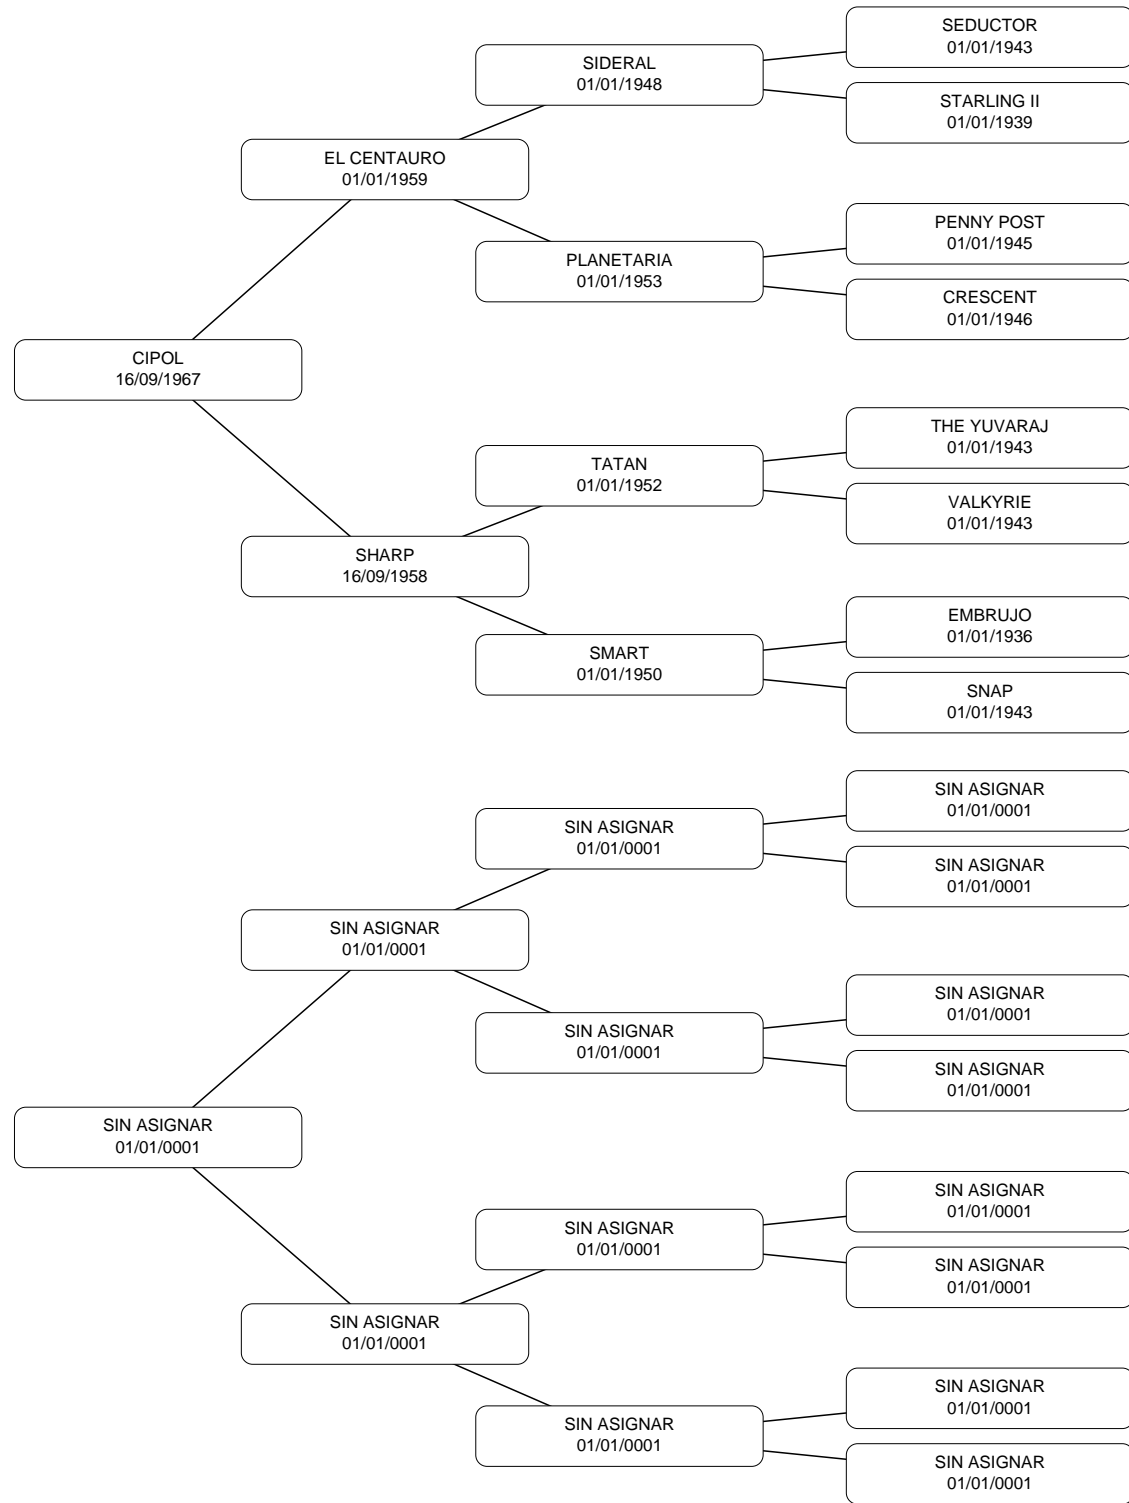 SEDUCTOR
01/01/1943
SIDERAL
01/01/1948
STARLING II
01/01/1939
EL CENTAURO
01/01/1959
PENNY POST
01/01/1945
PLANETARIA
01/01/1953
CRESCENT
01/01/1946
CIPOL
16/09/1967
THE YUVARAJ
01/01/1943
TATAN
01/01/1952
VALKYRIE
01/01/1943
SHARP
16/09/1958
EMBRUJO
01/01/1936
SMART
01/01/1950
SNAP
01/01/1943
SIN ASIGNAR
01/01/0001
SIN ASIGNAR
01/01/0001
SIN ASIGNAR
01/01/0001
SIN ASIGNAR
01/01/0001
SIN ASIGNAR
01/01/0001
SIN ASIGNAR
01/01/0001
SIN ASIGNAR
01/01/0001
SIN ASIGNAR
01/01/0001
SIN ASIGNAR
01/01/0001
SIN ASIGNAR
01/01/0001
SIN ASIGNAR
01/01/0001
SIN ASIGNAR
01/01/0001
SIN ASIGNAR
01/01/0001
SIN ASIGNAR
01/01/0001
SIN ASIGNAR
01/01/0001